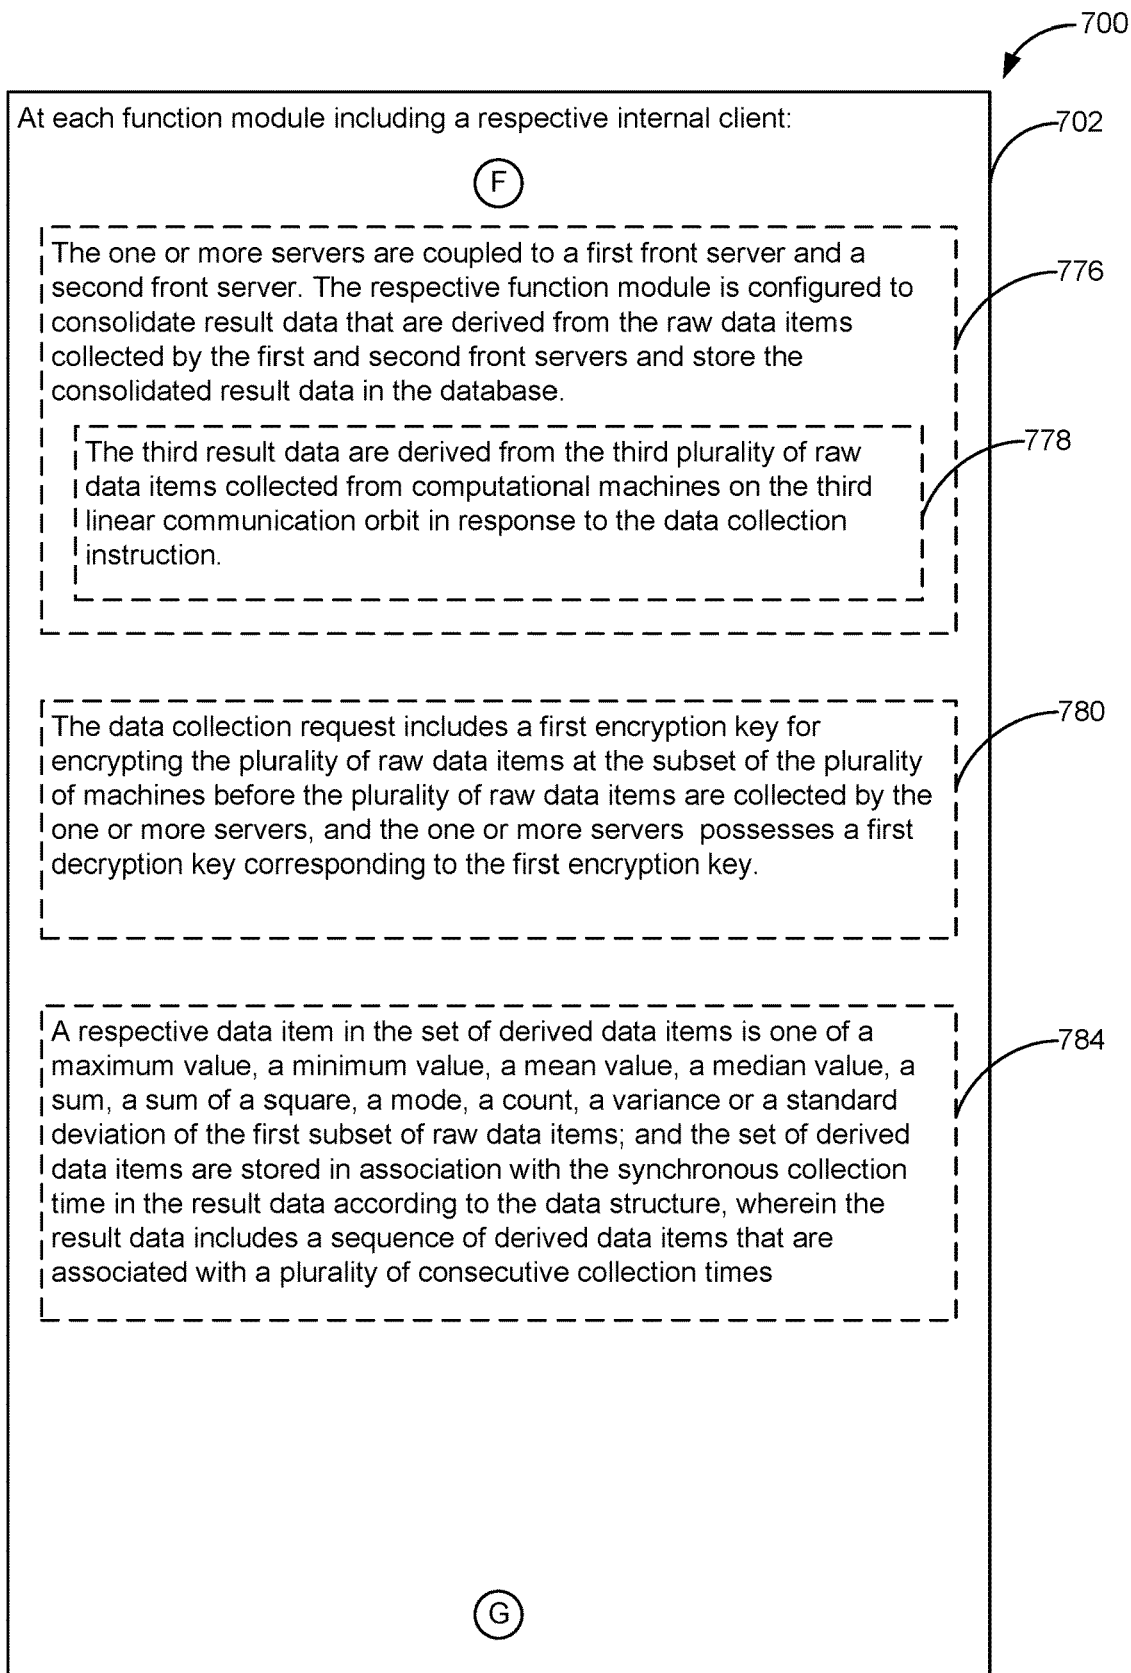 700
At each function module including a respective internal client:
702
F
The one or more servers are coupled to a first front server and a
second front server. The respective function module is configured to
776
consolidate result data that are derived from the raw data items
collected by the first and second front servers and store the
consolidated result data in the database.
The third result data are derived from the third plurality of raw
778
data items collected from computational machines on the third
linear communication orbit in response to the data collection
instruction.
The data collection request includes a first encryption key for
780
encrypting the plurality of raw data items at the subset of the plurality
of machines before the plurality of raw data items are collected by the
one or more servers, and the one or more servers possesses a first
decryption key corresponding to the first encryption key.
A respective data item in the set of derived data items is one of a
784
maximum value, a minimum value, a mean value, a median value, a
sum, a sum of a square, a mode, a count, a variance or a standard
deviation of the first subset of raw data items; and the set of derived
data items are stored in association with the synchronous collection
time in the result data according to the data structure, wherein the
result data includes a sequence of derived data items that are
associated with a plurality of consecutive collection times
G